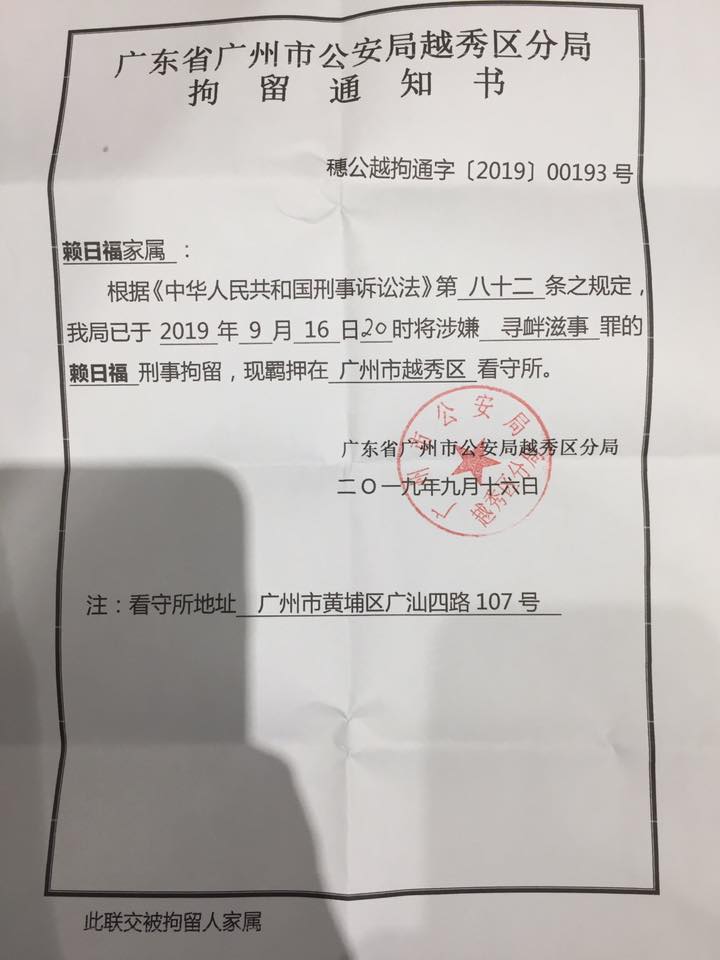 广东省广州市公安局越秀区分局
拘留通知书
穗公越拘通字〔2019〕00193号
赖日福家属：
根据《中华人民共和国刑事诉讼法》第 八十二 条之规定，
我局已于 2019 年 9 月 16 日 20 时将涉嫌 寻衅滋事 罪的
赖日福 刑事拘留，现羁押在 广州市越秀区 看守所。
广东省广州市公安局越秀区分局
二〇一九年九月十六日
广州市公安局
越秀区分局
注：看守所地址 广州市黄埔区广汕四路107号
此联交被拘留人家属